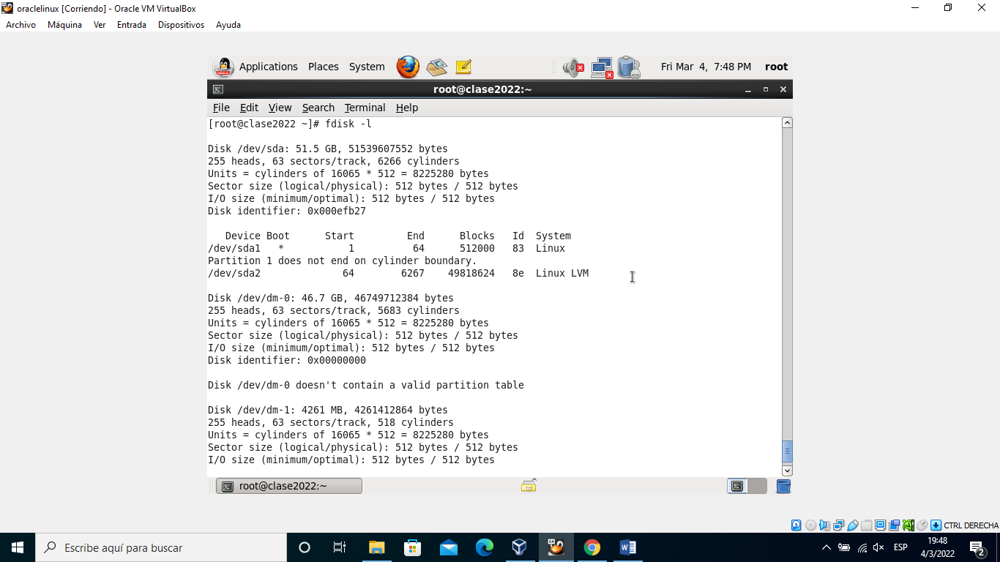 oraclelinux [Corriendo] - Oracle VM VirtualBox
Archivo Máquina Ver Entrada Dispositivos Ayuda
Applications Places System Fri Mar 4, 7:48 PM root
root@clase2022:~
File Edit View Search Terminal Help
[root@clase2022 ~]# fdisk -l
Disk /dev/sda: 51.5 GB, 51539607552 bytes
255 heads, 63 sectors/track, 6266 cylinders
Units = cylinders of 16065 * 512 = 8225280 bytes
Sector size (logical/physical): 512 bytes / 512 bytes
I/O size (minimum/optimal): 512 bytes / 512 bytes
Disk identifier: 0x000efb27
Device Boot Start End Blocks Id System
/dev/sda1 * 1 64 512000 83 Linux
Partition 1 does not end on cylinder boundary.
/dev/sda2 64 6267 49818624 8e Linux LVM
Disk /dev/dm-0: 46.7 GB, 46749712384 bytes
255 heads, 63 sectors/track, 5683 cylinders
Units = cylinders of 16065 * 512 = 8225280 bytes
Sector size (logical/physical): 512 bytes / 512 bytes
I/O size (minimum/optimal): 512 bytes / 512 bytes
Disk identifier: 0x00000000
Disk /dev/dm-0 doesn't contain a valid partition table
Disk /dev/dm-1: 4261 MB, 4261412864 bytes
255 heads, 63 sectors/track, 518 cylinders
Units = cylinders of 16065 * 512 = 8225280 bytes
Sector size (logical/physical): 512 bytes / 512 bytes
I/O size (minimum/optimal): 512 bytes / 512 bytes
root@clase2022:~
CTRL DERECHA
Escribe aquí para buscar
ESP
19:48
4/3/2022
2